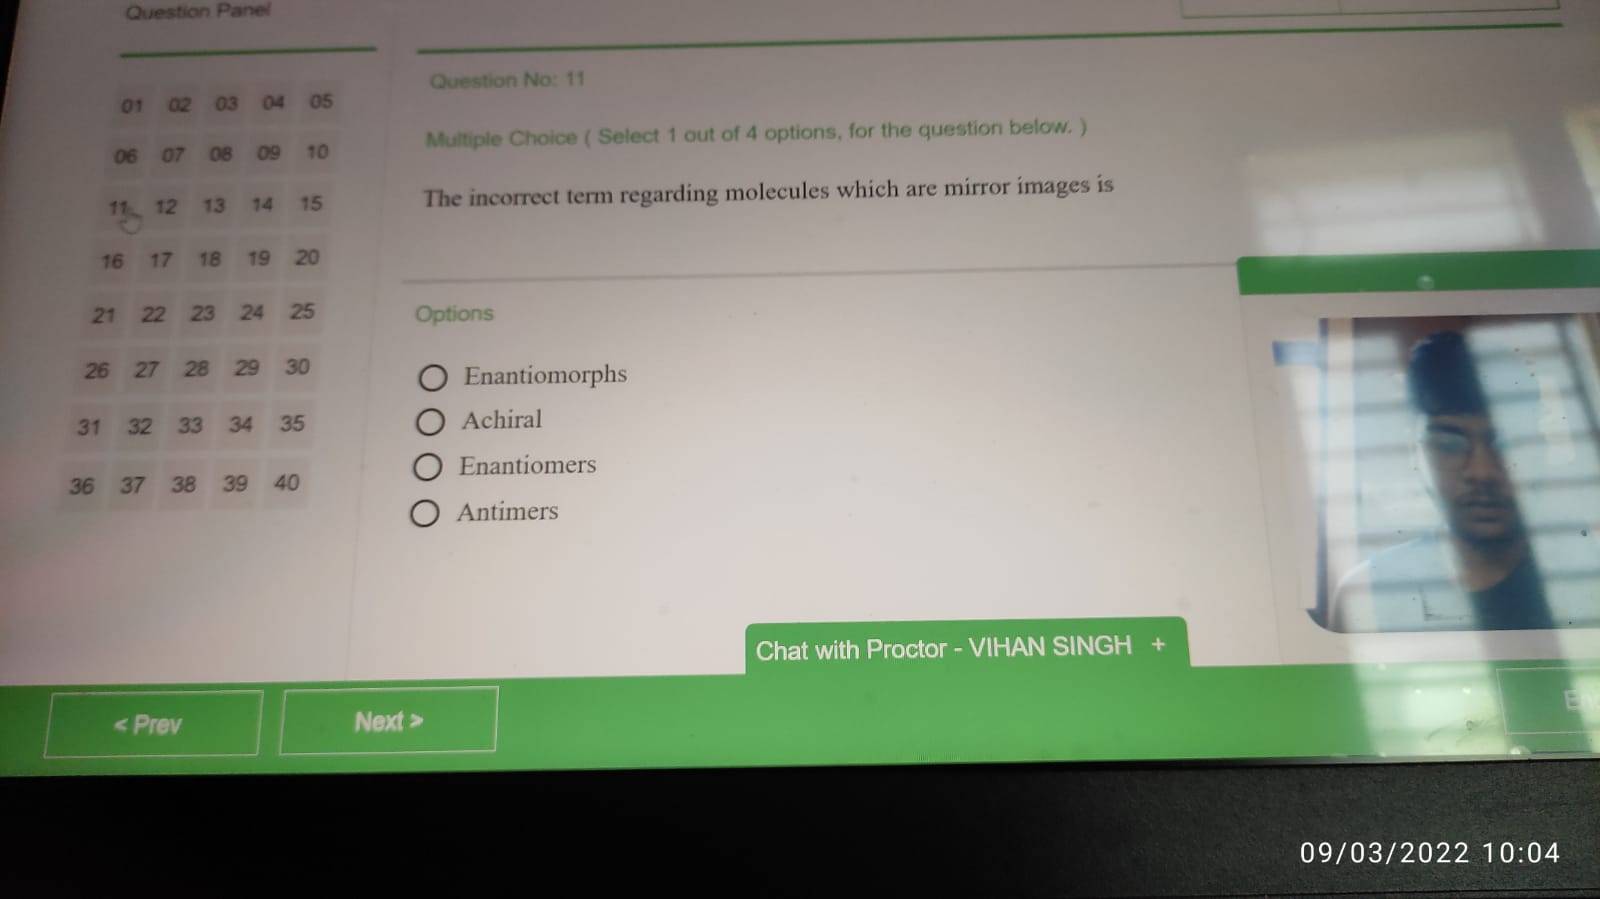 Question Panel
01 02 03 04 05
06 07 08 09 10
11 12 13 14 15
16 17 18 19 20
21 22 23 24 25
26 27 28 29 30
31 32 33 34 35
36 37 38 39 40
Question No: 11
Multiple Choice ( Select 1 out of 4 options, for the question below. )
The incorrect term regarding molecules which are mirror images is
Options
Enantiomorphs
Achiral
Enantiomers
Antimers
Chat with Proctor - VIHAN SINGH +
< Prev
Next >
09/03/2022 10:04